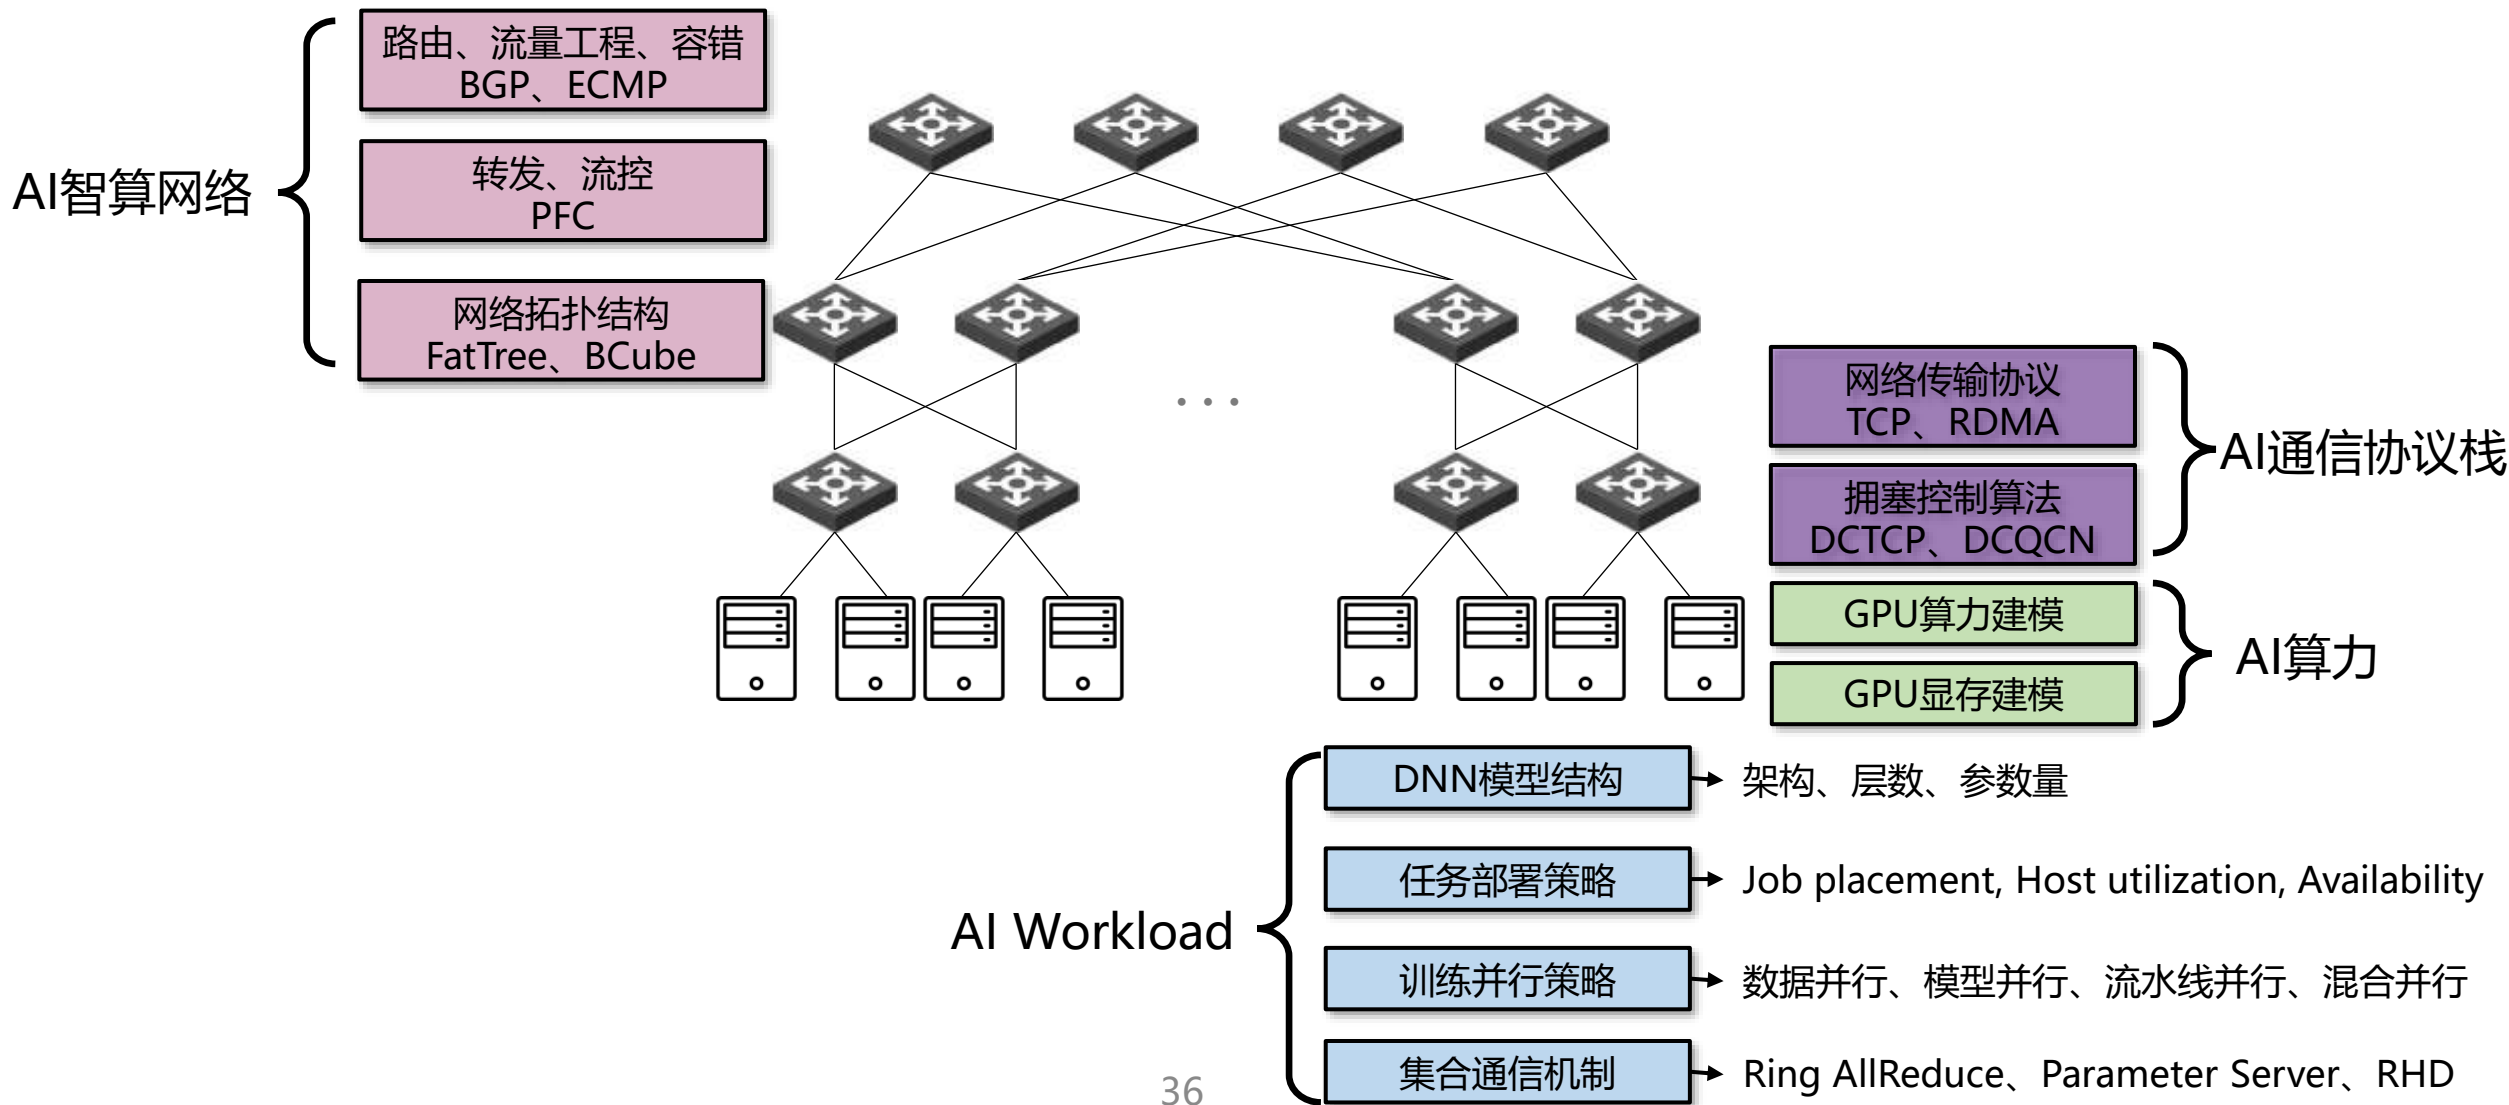 路由、流量工程、容错
BGP、ECMP
转发、流控
PFC
AI智算网络
网络拓扑结构
FatTree、BCube
...
网络传输协议
TCP、RDMA
AI通信协议栈
拥塞控制算法
DCTCP、DCQCN
GPU算力建模
AI算力
GPU显存建模
DNN模型结构
架构、层数、参数量
任务部署策略
Job placement, Host utilization, Availability
AI Workload
训练并行策略
数据并行、模型并行、流水线并行、混合并行
集合通信机制
Ring AllReduce、Parameter Server、RHD
36